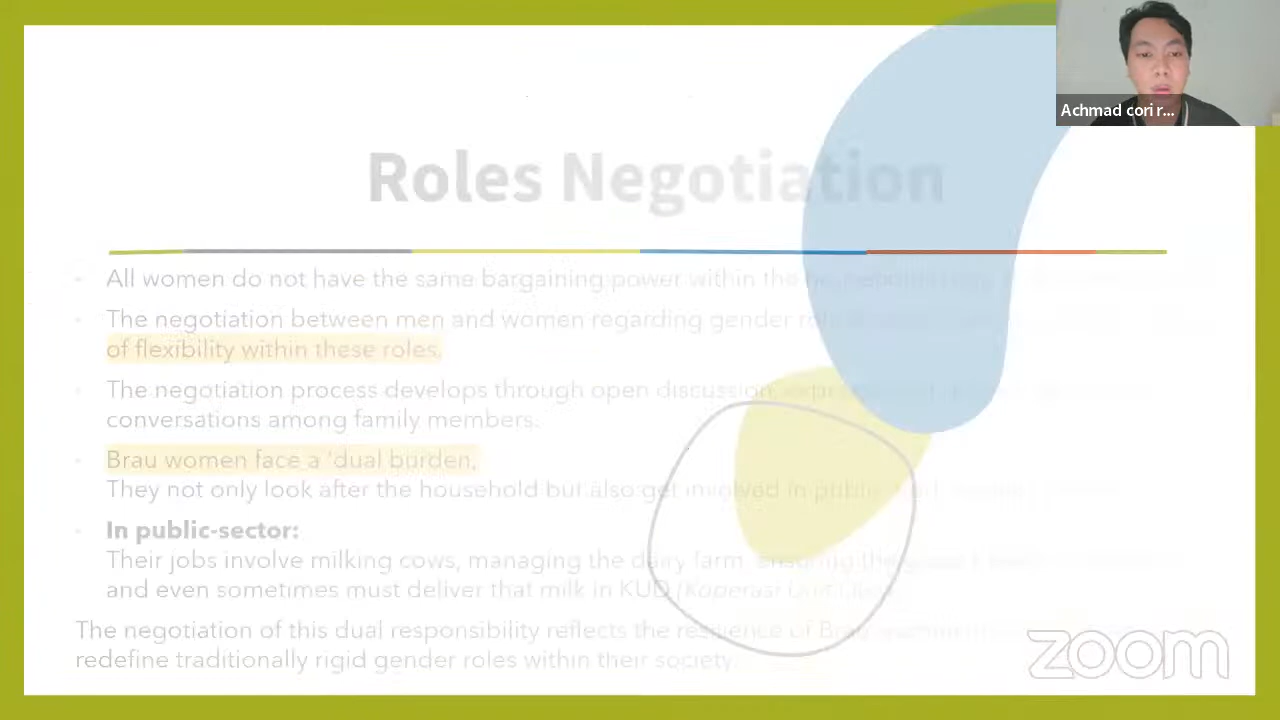 Achmad cori r...
Roles Negotiation
- All women do not have the same bargaining power within the
- The negotiation between men and women regarding gender
of flexibility within these roles.
- The negotiation process develops through open discussion,
conversations among family members.
- Brau women face a 'dual burden,
They not only look after the household but also get involved in public
- In public-sector:
Their jobs involve milking cows, managing the dairy farm, ensuring the
and even sometimes must deliver that milk in KUD (Koperasi Unit
The negotiation of this dual responsibility reflects the resilience of Brau
redefine traditionally rigid gender roles within their society.
zoom